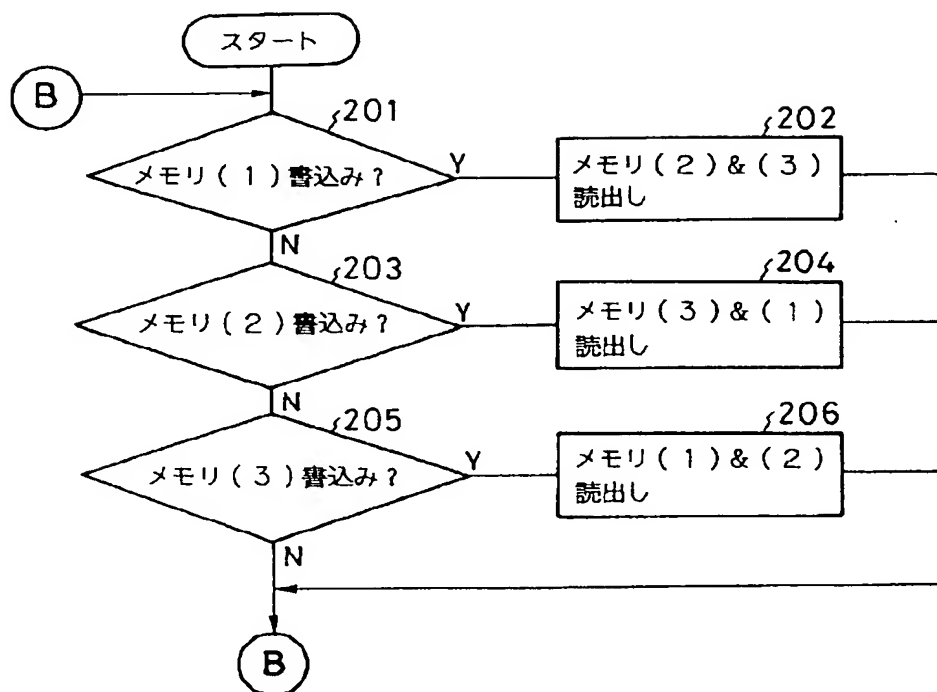 スタート
B
201
メモリ(1)書込み?
Y
202
メモリ(2)&(3)
読出し
N
203
メモリ(2)書込み?
Y
204
メモリ(3)&(1)
読出し
N
205
メモリ(3)書込み?
Y
206
メモリ(1)&(2)
読出し
N
B